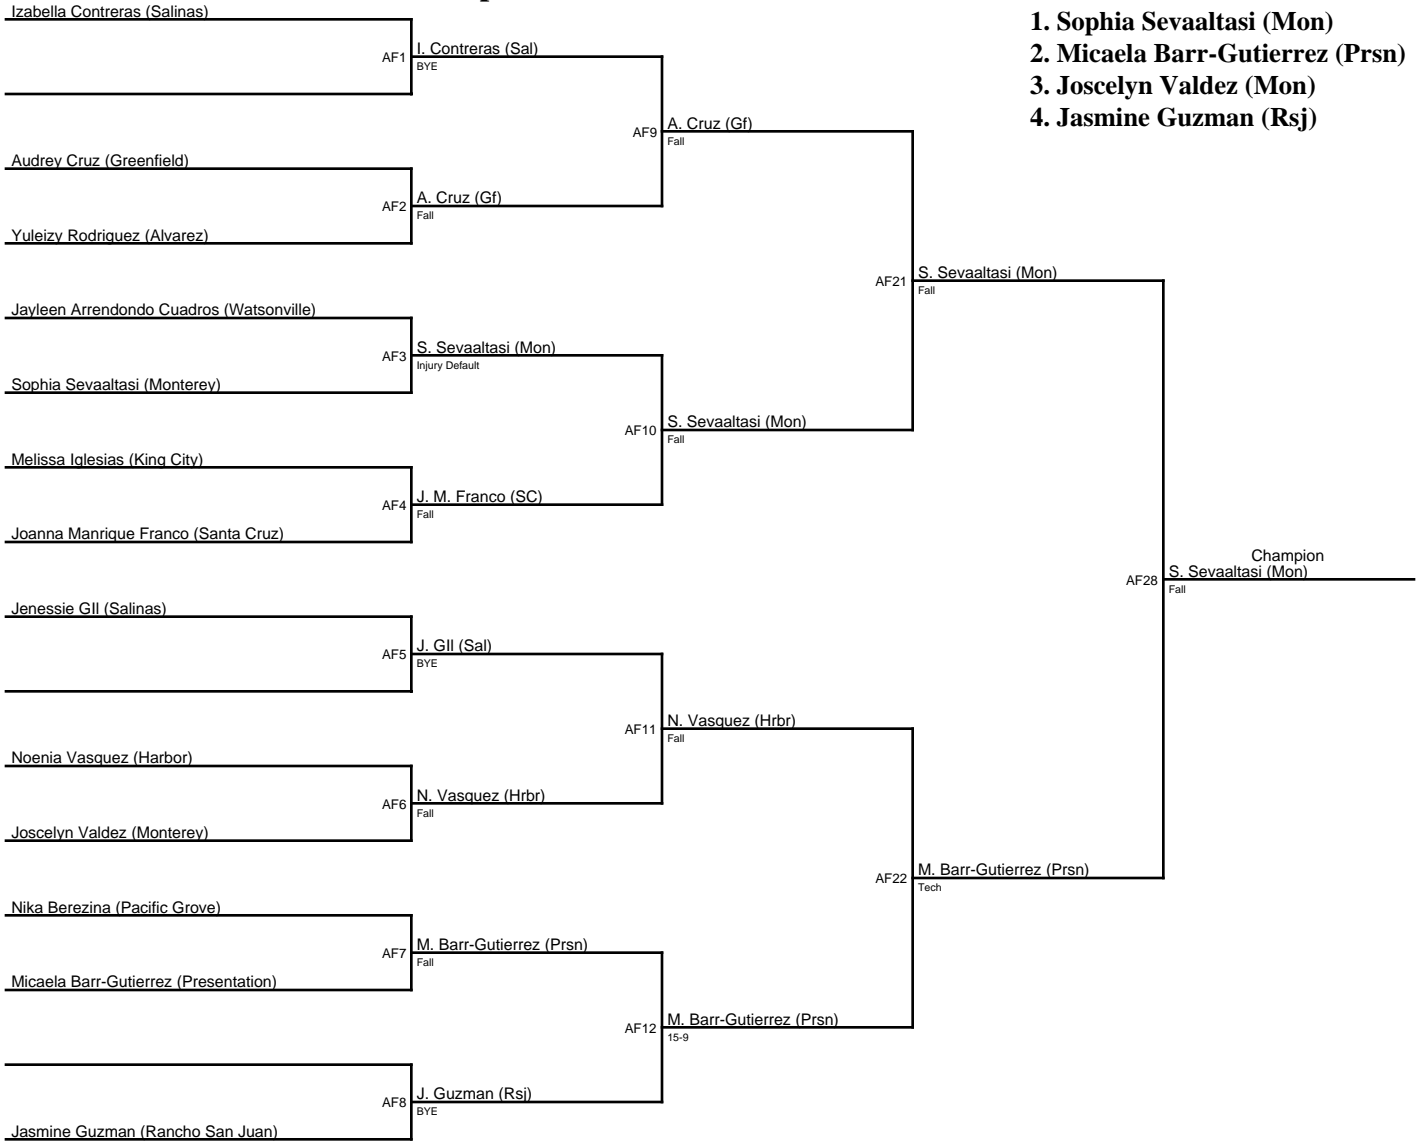 Izabella Contreras (Salinas)
1. Sophia Sevaaltasi (Mon)
2. Micaela Barr-Gutierrez (Prsn)
3. Joscelyn Valdez (Mon)
4. Jasmine Guzman (Rsj)
AF1
I. Contreras (Sal)
BYE
AF9
A. Cruz (Gf)
Fall
Audrey Cruz (Greenfield)
AF2
A. Cruz (Gf)
Fall
Yuleizy Rodriguez (Alvarez)
AF21
S. Sevaaltasi (Mon)
Fall
Jayleen Arrendondo Cuadros (Watsonville)
AF3
S. Sevaaltasi (Mon)
Injury Default
Sophia Sevaaltasi (Monterey)
AF10
S. Sevaaltasi (Mon)
Fall
Melissa Iglesias (King City)
AF4
J. M. Franco (SC)
Fall
Joanna Manrique Franco (Santa Cruz)
Champion
AF28
S. Sevaaltasi (Mon)
Fall
Jenessie GIl (Salinas)
AF5
J. GIl (Sal)
BYE
AF11
N. Vasquez (Hrbr)
Fall
Noenia Vasquez (Harbor)
AF6
N. Vasquez (Hrbr)
Fall
Joscelyn Valdez (Monterey)
AF22
M. Barr-Gutierrez (Prsn)
Tech
Nika Berezina (Pacific Grove)
AF7
M. Barr-Gutierrez (Prsn)
Fall
Micaela Barr-Gutierrez (Presentation)
AF12
M. Barr-Gutierrez (Prsn)
15-9
AF8
J. Guzman (Rsj)
BYE
Jasmine Guzman (Rancho San Juan)